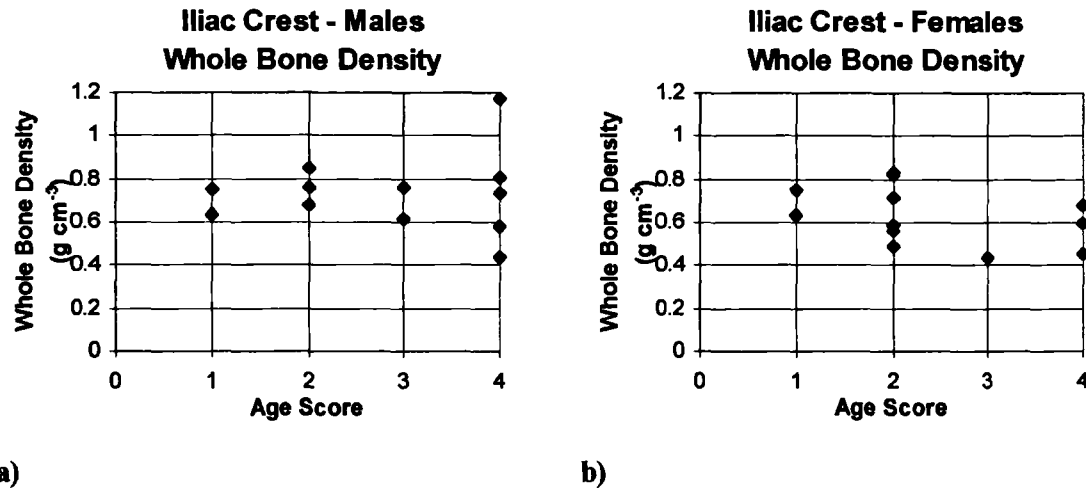 Iliac Crest - Males
Whole Bone Density
Whole Bone Density
(g cm⁻³)
1.2
1
0.8
0.6
0.4
0.2
0
0 1 2 3 4
Age Score
a)
Iliac Crest - Females
Whole Bone Density
Whole Bone Density
(g cm⁻³)
1.2
1
0.8
0.6
0.4
0.2
0
0 1 2 3 4
Age Score
b)